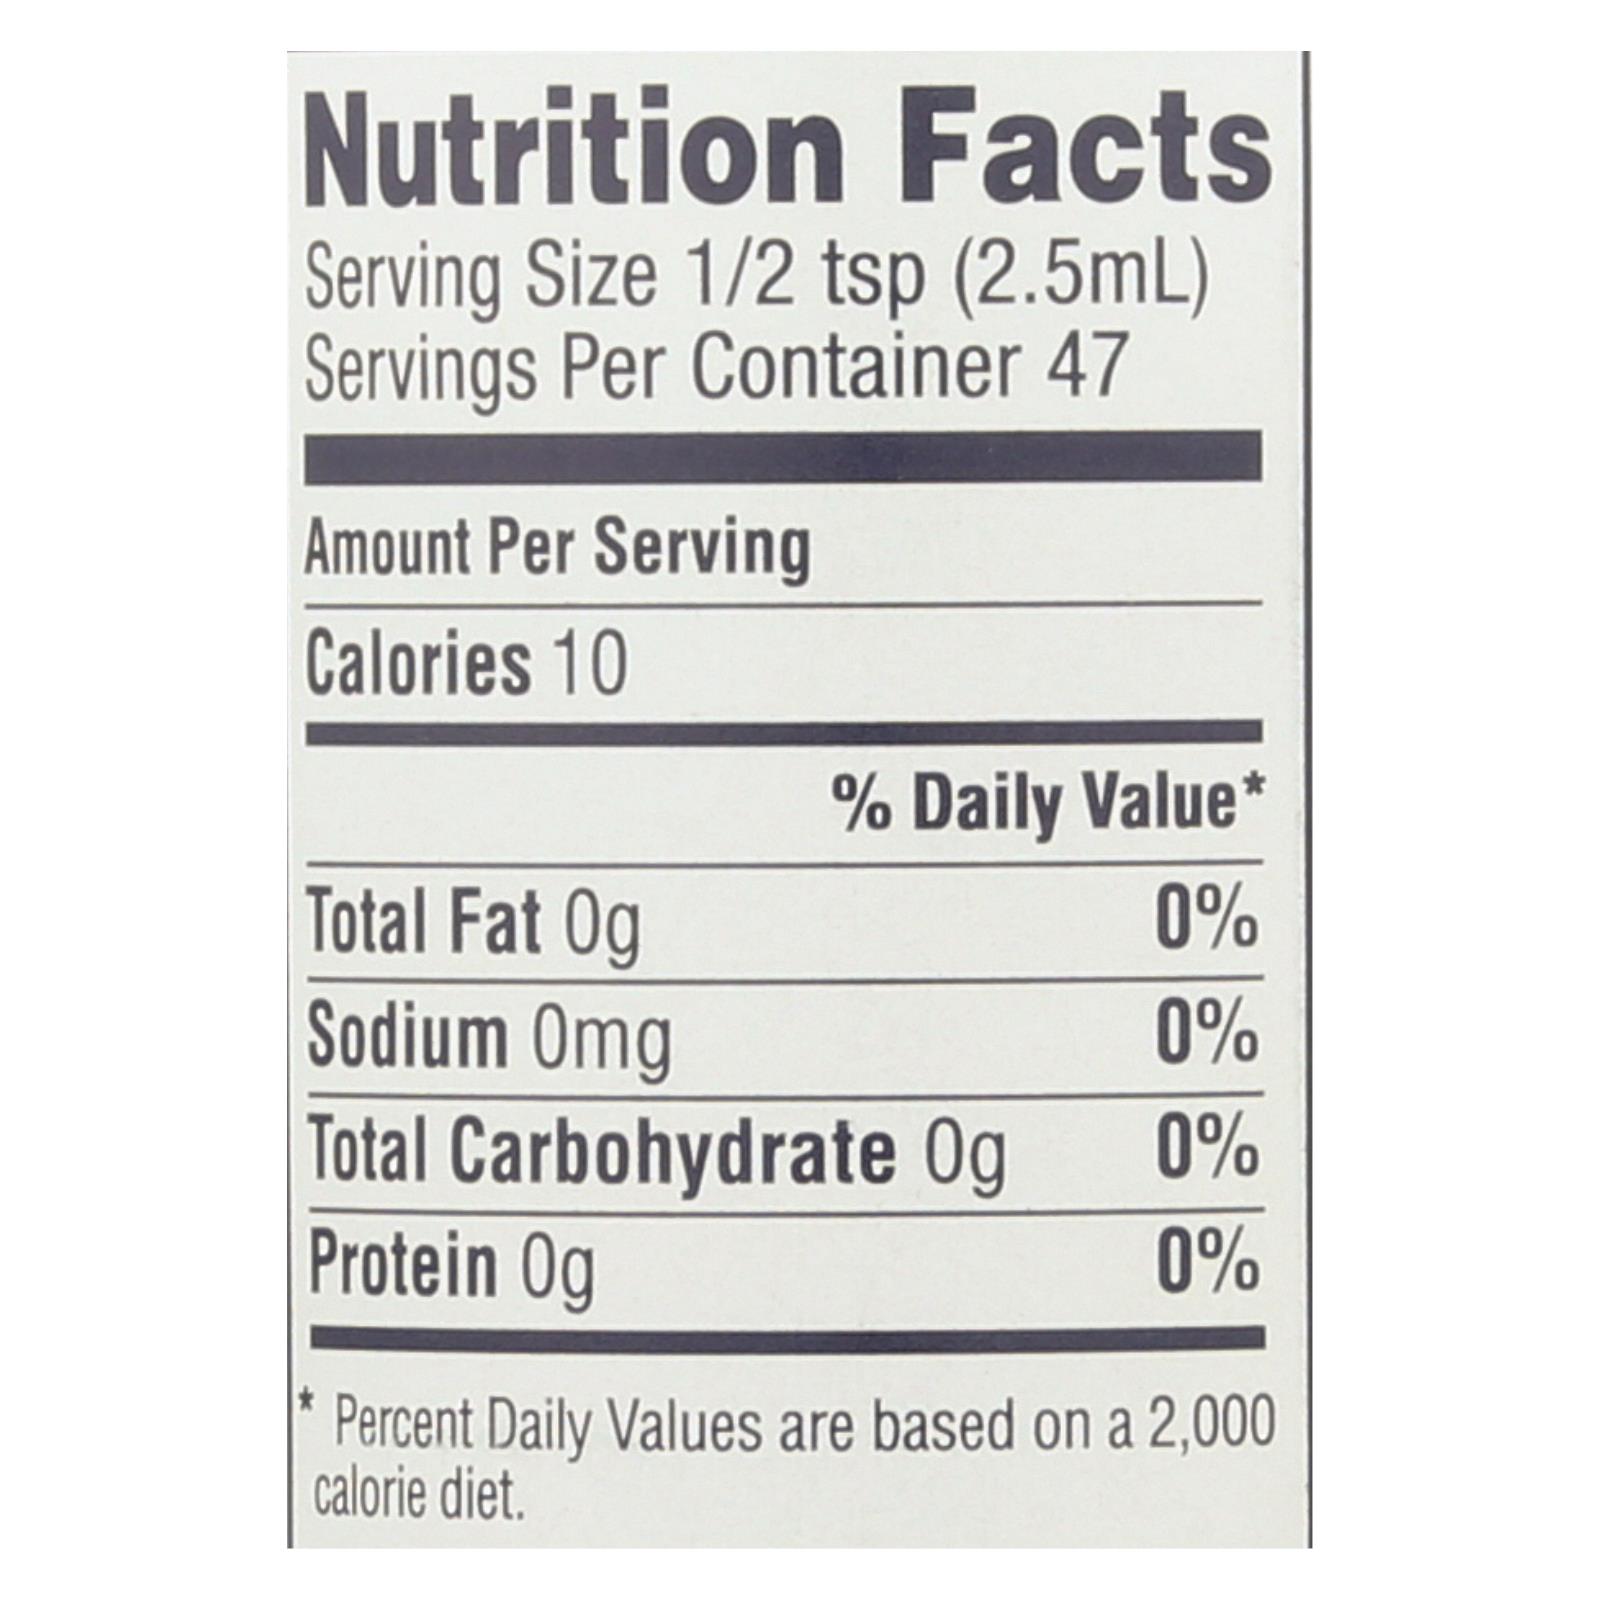 Nutrition Facts
Serving Size 1/2 tsp (2.5mL)
Servings Per Container 47
Amount Per Serving
Calories 10
% Daily Value*
Total Fat 0g 0%
Sodium 0mg 0%
Total Carbohydrate 0g 0%
Protein 0g 0%
* Percent Daily Values are based on a 2,000
calorie diet.